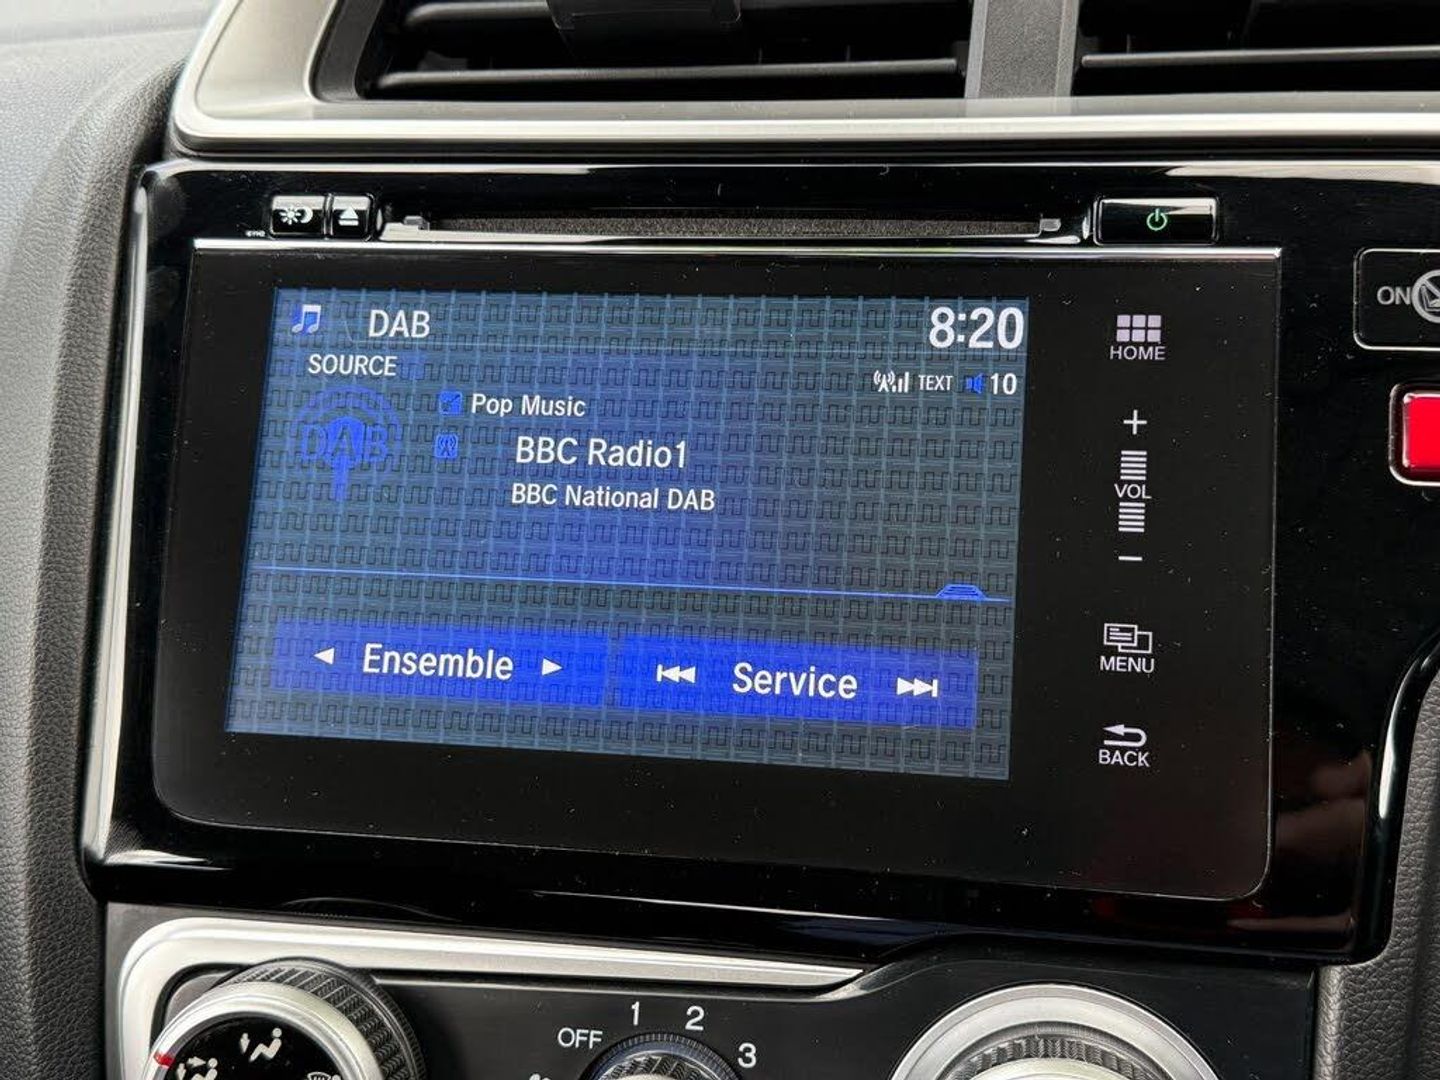 DAB
8:20
SOURCE
TEXT 10
Pop Music
DAB
BBC Radio1
BBC National DAB
Ensemble
Service
HOME
+
VOL
−
MENU
BACK
ON
OFF 1 2 3